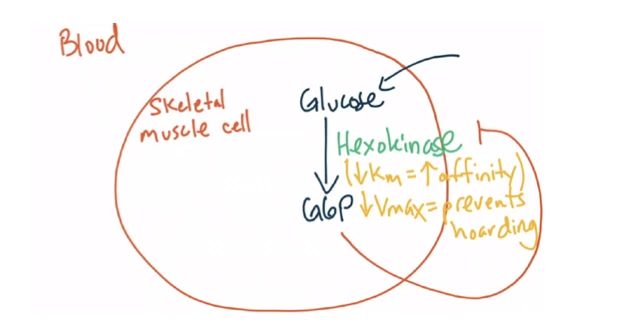 Blood
Skeletal
muscle cell
Glucose
Hexokinase
(↓Km=↑affinity)
G6P
↓Vmax=prevents
hoarding